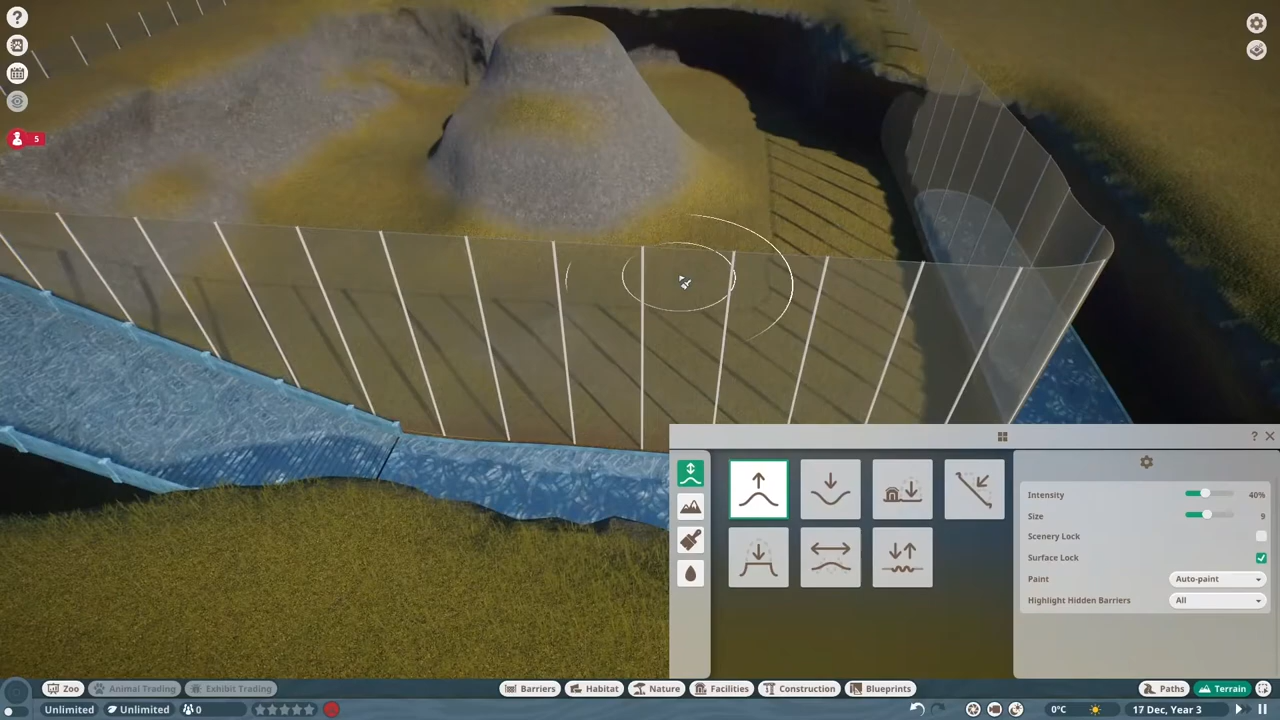 ?
5
?
Intensity 40%
Size 9
Scenery Lock
Surface Lock
Paint Auto-paint
Highlight Hidden Barriers All
Zoo Animal Trading Exhibit Trading Barriers Habitat Nature Facilities Construction Blueprints Paths Terrain
Unlimited Unlimited 0 0°C 17 Dec, Year 3